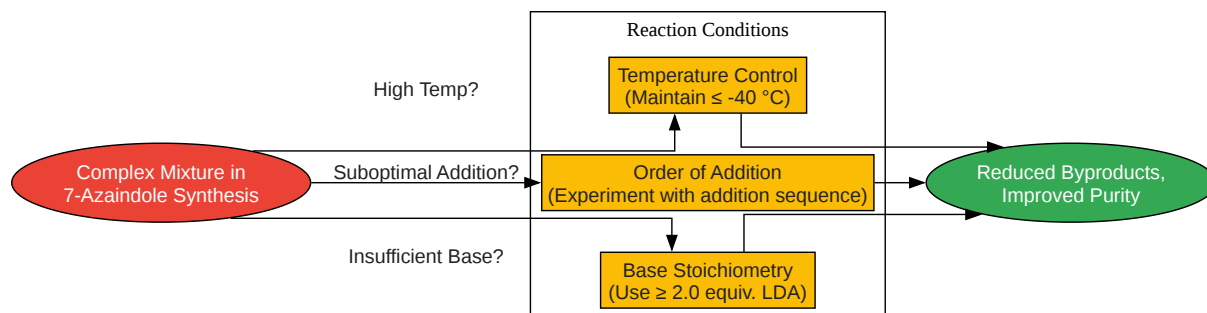 Reaction Conditions
High Temp?
Temperature Control
(Maintain ≤ -40 °C)
Complex Mixture in
7-Azaindole Synthesis
Suboptimal Addition?
Order of Addition
(Experiment with addition sequence)
Reduced Byproducts,
Improved Purity
Insufficient Base?
Base Stoichiometry
(Use ≥ 2.0 equiv. LDA)